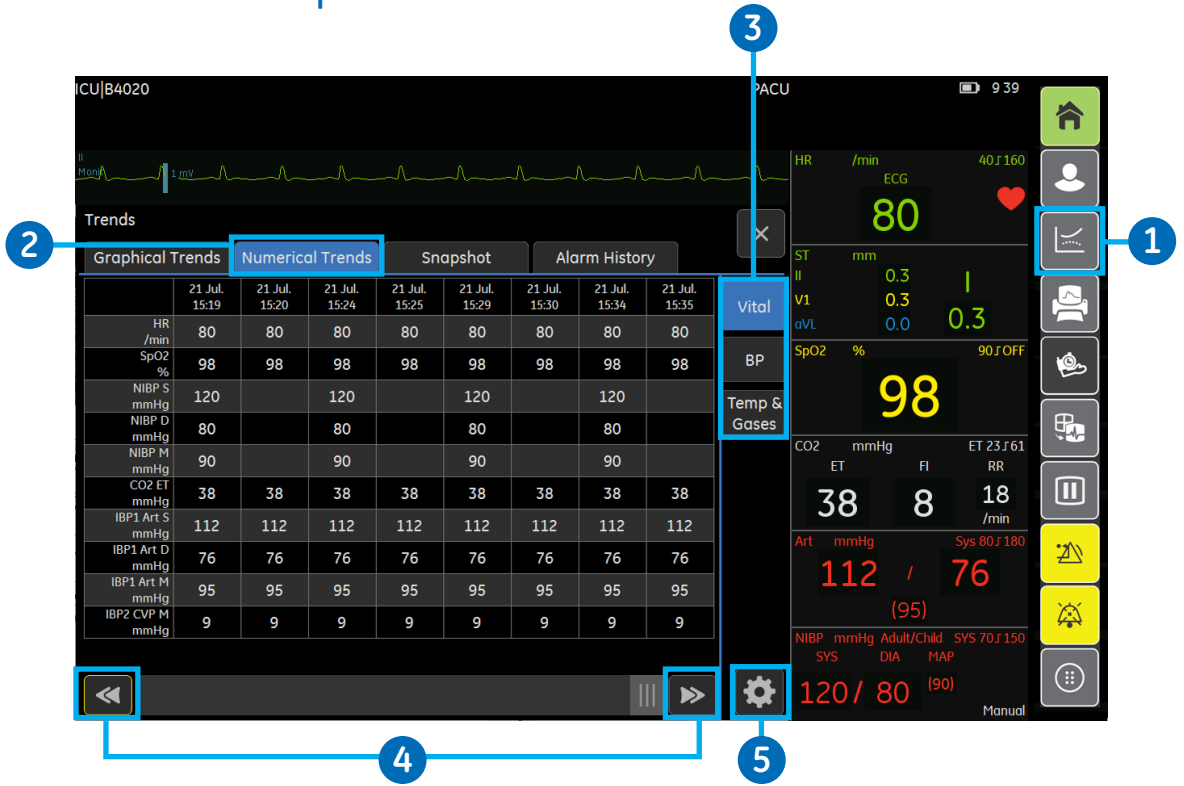 3
ICU|B4020
PACU
9 39
II
Moni
1 mV
HR /min 40 160
ECG
80
Trends
2
1
Graphical Trends Numerical Trends Snapshot Alarm History
ST mm
II 0.3
V1 0.3
aVL 0.0 0.3
21 Jul. 21 Jul. 21 Jul. 21 Jul. 21 Jul. 21 Jul. 21 Jul. 21 Jul.
15:19 15:20 15:24 15:25 15:29 15:30 15:34 15:35
HR
/min
80 80 80 80 80 80 80 80
SpO2
%
98 98 98 98 98 98 98 98
NIBP S
mmHg
120 120 120 120
NIBP D
mmHg
80 80 80 80
NIBP M
mmHg
90 90 90 90
CO2 ET
mmHg
38 38 38 38 38 38 38 38
IBP1 Art S
mmHg
112 112 112 112 112 112 112 112
IBP1 Art D
mmHg
76 76 76 76 76 76 76 76
IBP1 Art M
mmHg
95 95 95 95 95 95 95 95
IBP2 CVP M
mmHg
9 9 9 9 9 9 9 9
Vital
BP
Temp &
Gases
SpO2 % 90 OFF
98
CO2 mmHg ET 23 61
ET FI RR
38 8 18
/min
Art mmHg Sys 80 180
112 / 76
(95)
NIBP mmHg Adult/Child SYS 70 150
SYS DIA MAP
120 / 80 (90)
Manual
4
5